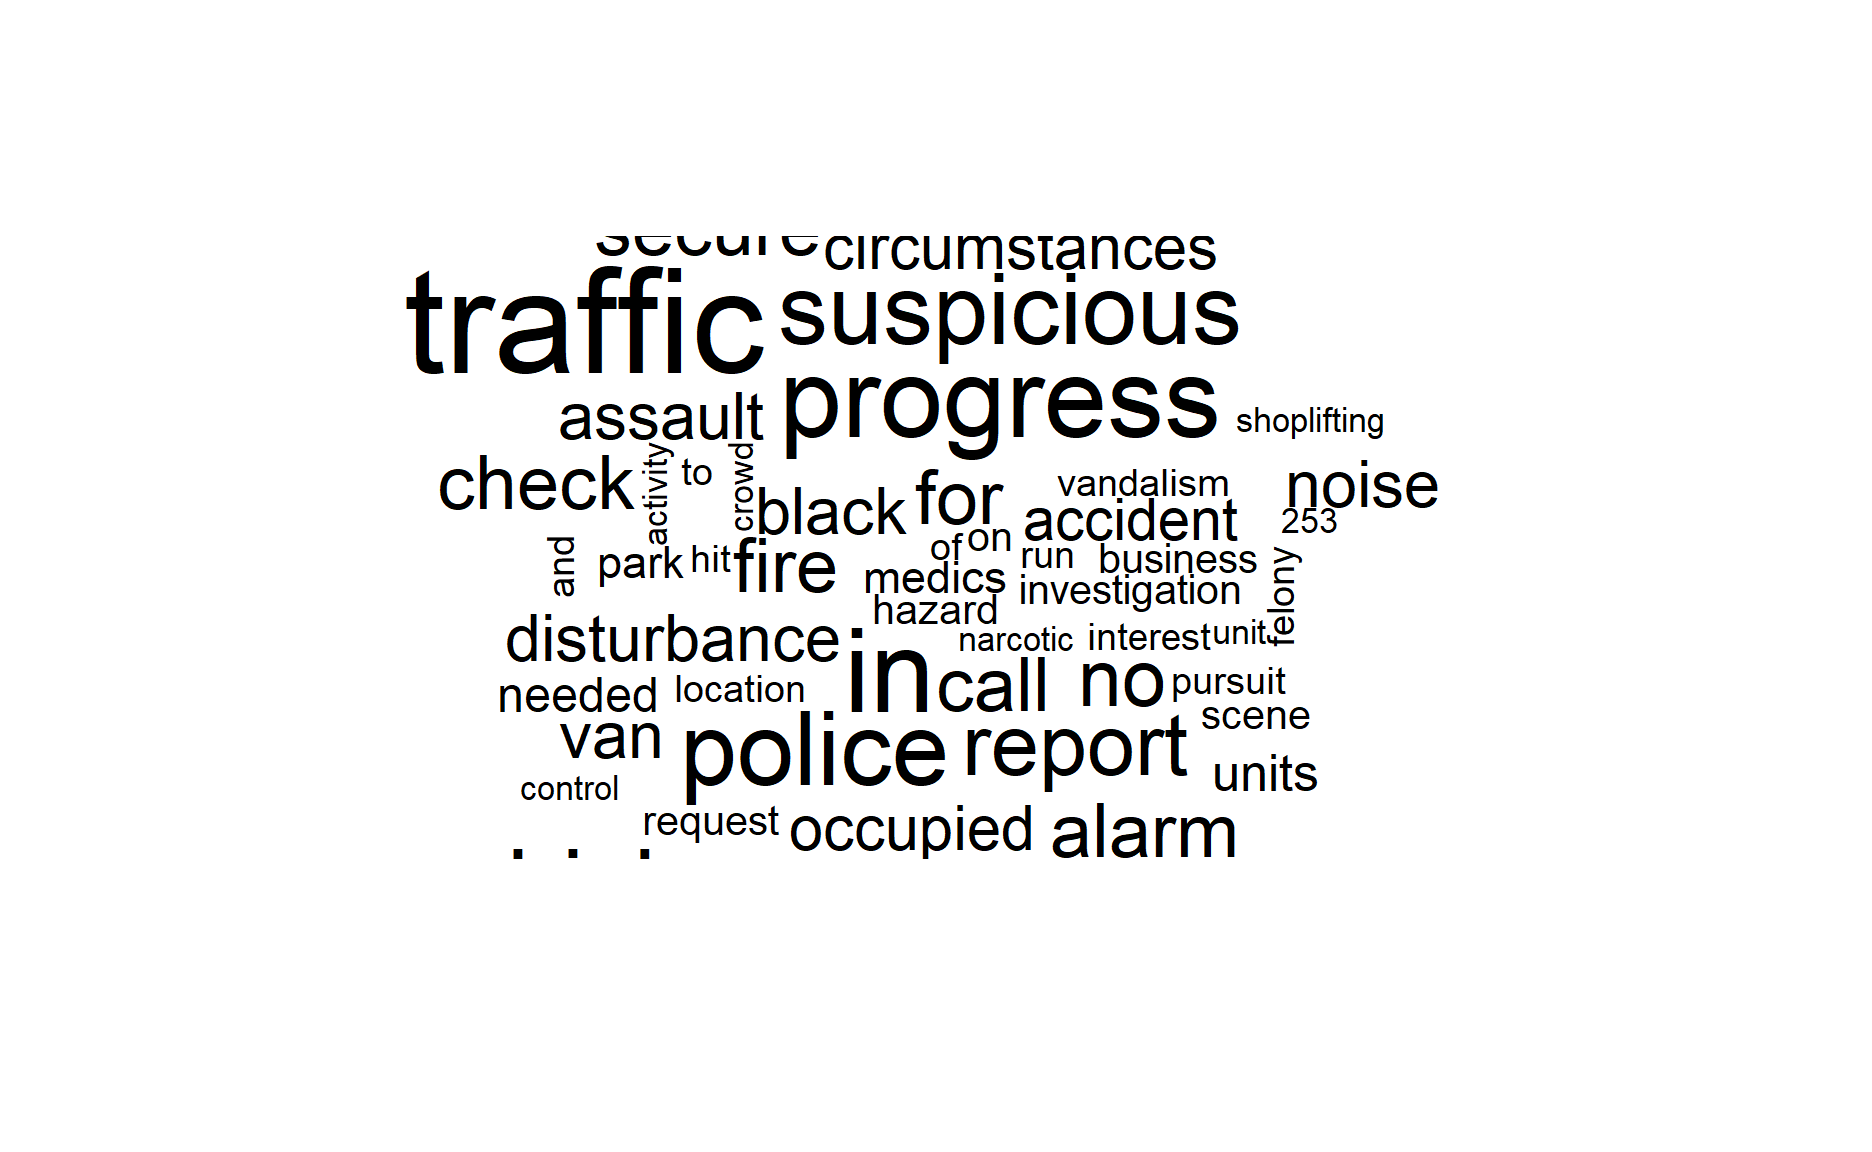 secure circumstances
traffic suspicious
assault progress shoplifting
check activity to crowd black for vandalism noise
accident 253
and park hit fire of on run business
medics investigation felony
hazard
disturbance in narcotic interest unit
needed location call no pursuit
van police report scene
control units
request occupied alarm